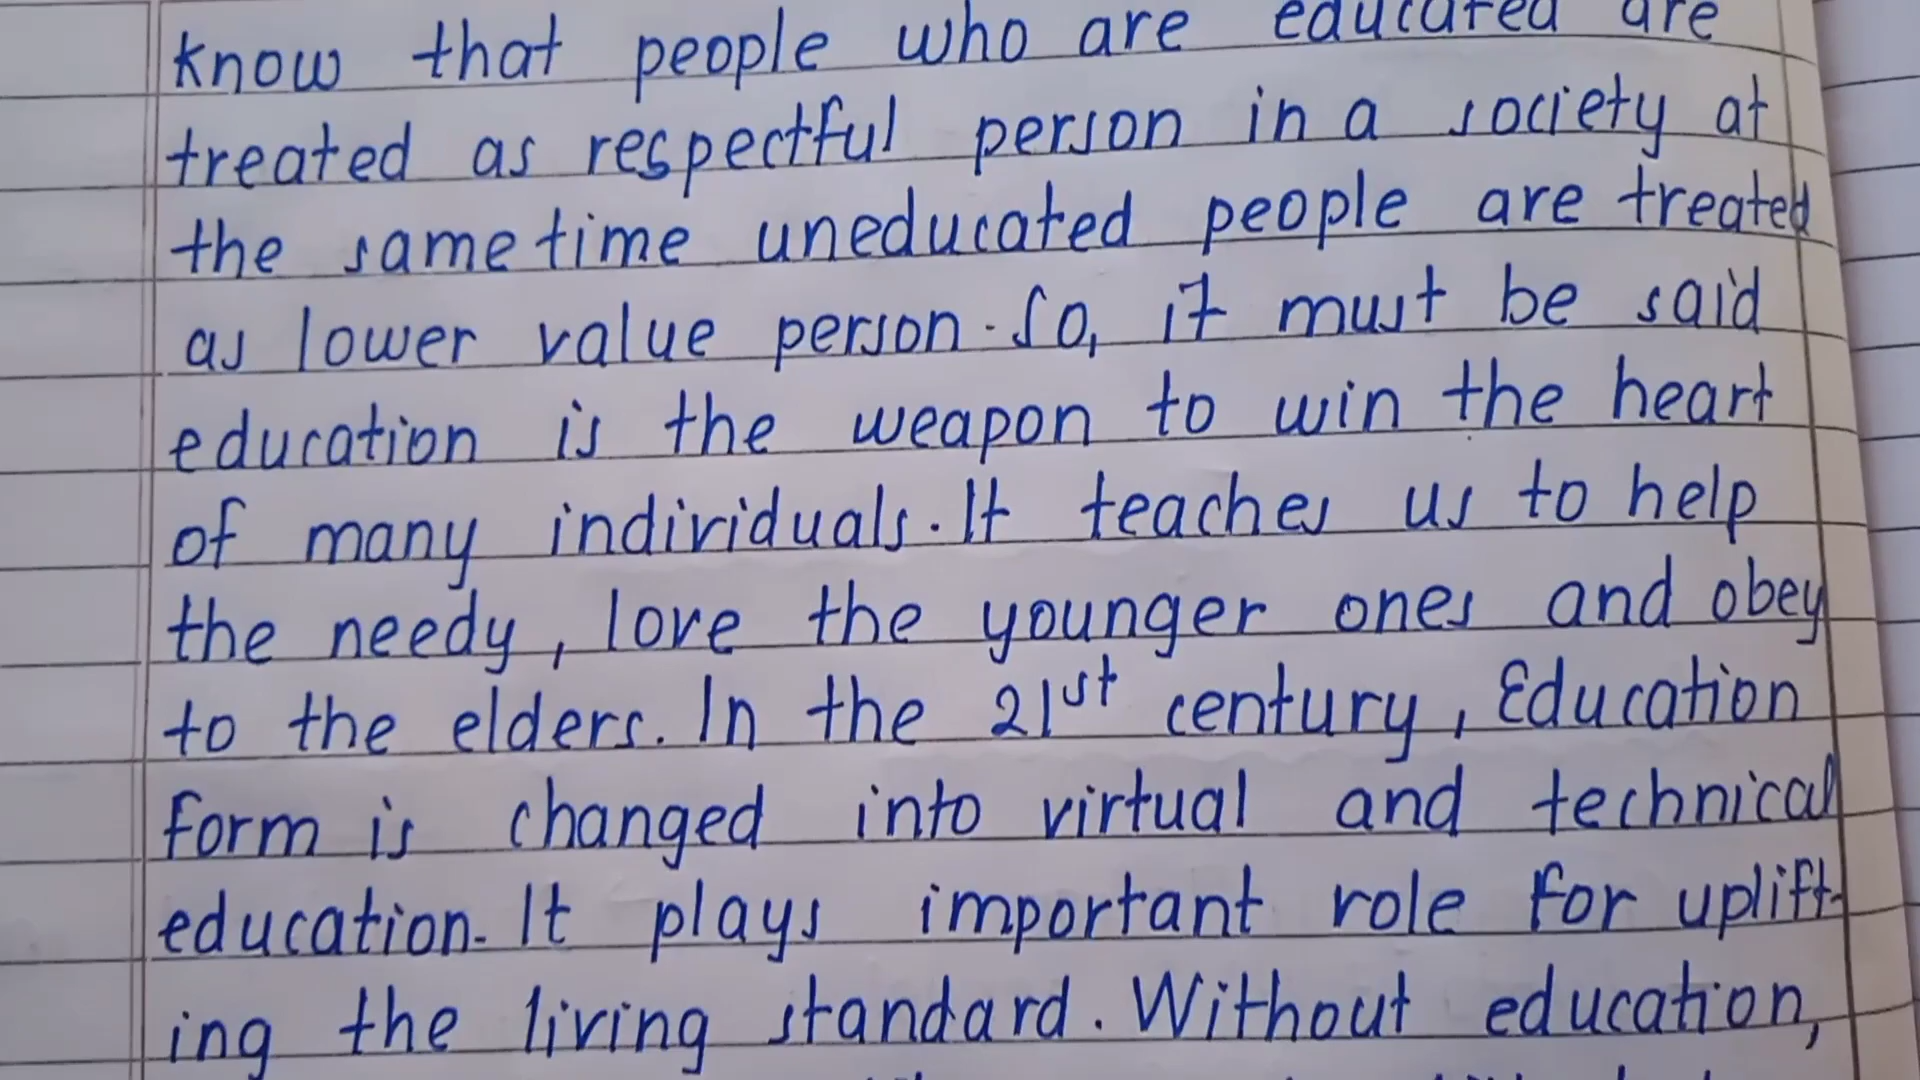 know that people who are educated are
treated as respectful person in a society at
the same time uneducated people are treated
as lower value person. So, it must be said
education is the weapon to win the heart
of many individuals. It teaches us to help
the needy, love the younger ones and obey
to the elders. In the 21st century, Education
form is changed into virtual and technical
education. It plays important role for uplift-
ing the living standard. Without education,